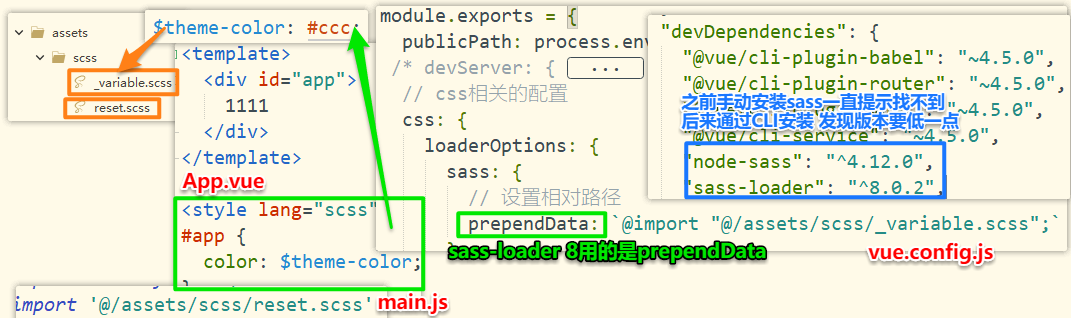 assets
scss
_variable.scss
reset.scss
$theme-color: #ccc;
<template>
<div id="app">
1111
</div>
</template>
App.vue
<style lang="scss"
#app {
color: $theme-color;
main.js
import '@/assets/scss/reset.scss'
module.exports = {
publicPath: process.env
/* devServer: { ...
// css相关的配置
css: {
loaderOptions: {
sass: {
// 设置相对路径
prependData: `@import "@/assets/scss/_variable.scss";`
sass-loader 8用的是prependData
vue.config.js
"devDependencies": {
"@vue/cli-plugin-babel": "~4.5.0",
"@vue/cli-plugin-router": "~4.5.0",
之前手动安装sass一直提示找不到
后来通过CLI安装 发现版本要低一点
"~4.5.0",
"@vue/cli-service": "~4.5.0",
"node-sass": "^4.12.0",
"sass-loader": "^8.0.2",